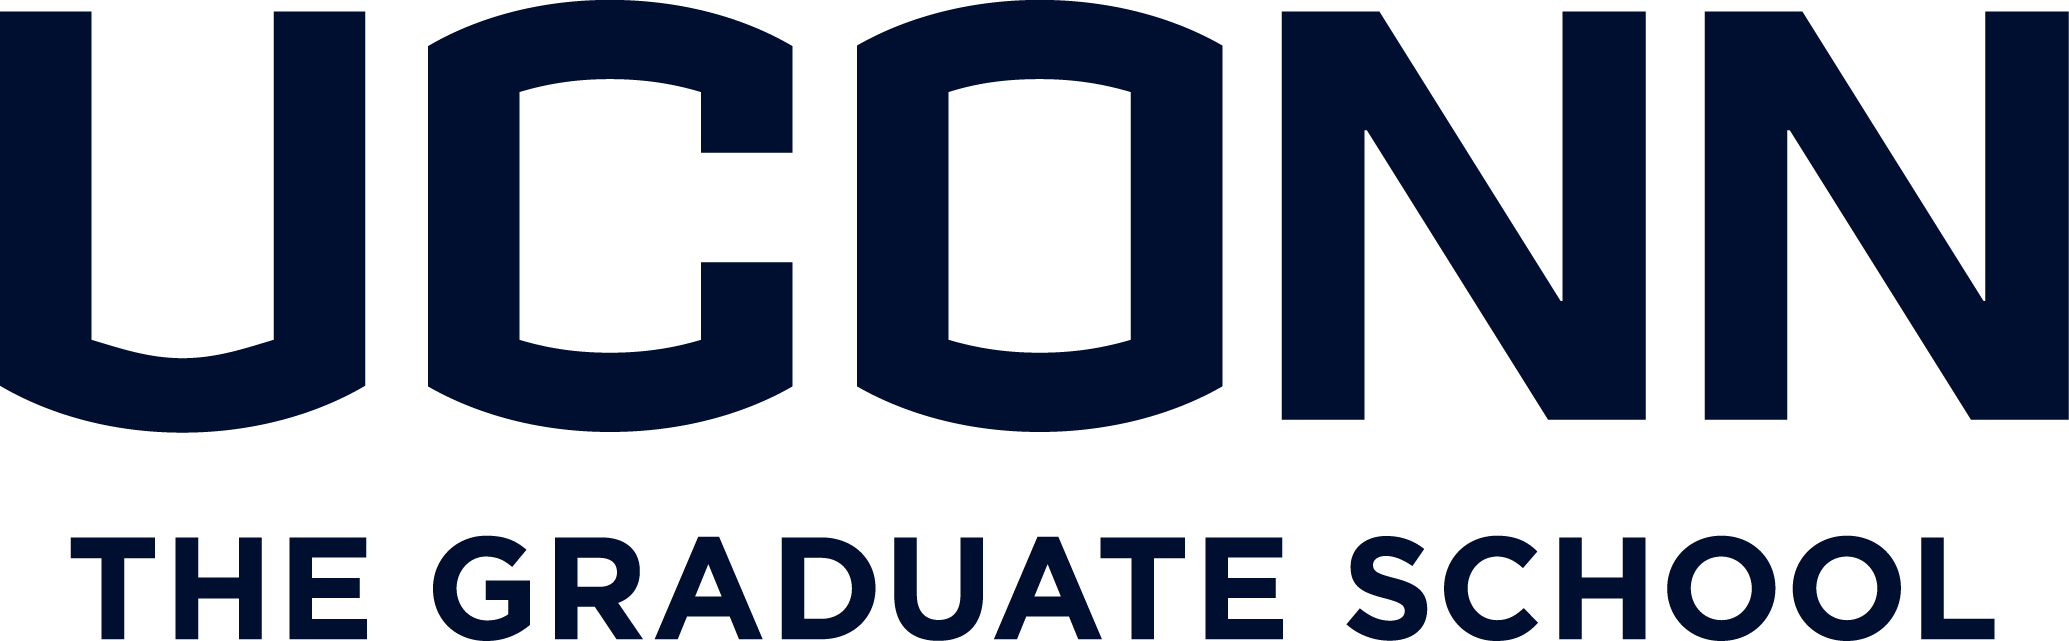 UCONN
THE GRADUATE SCHOOL